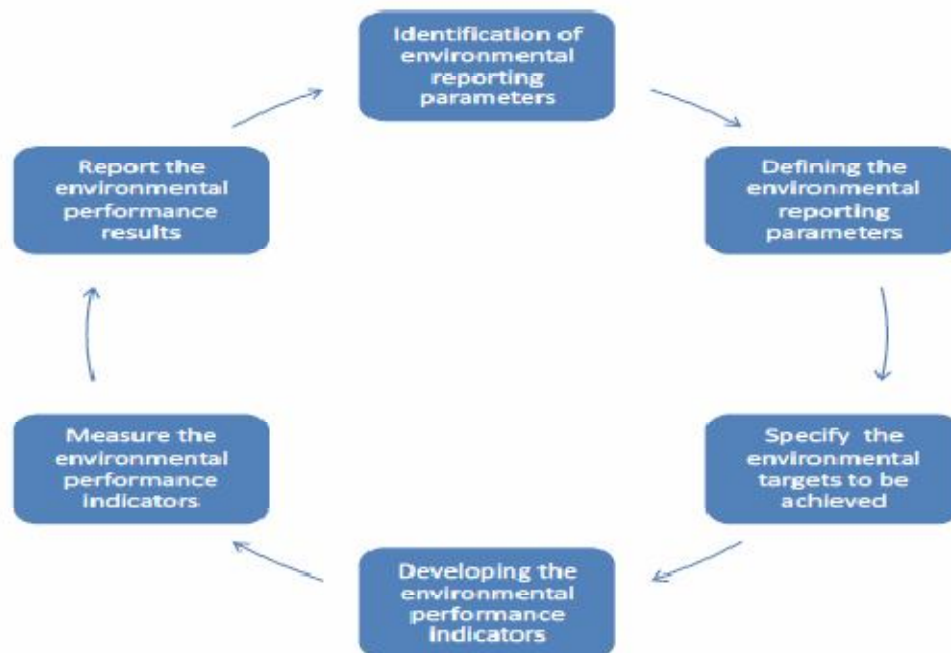 Identification of
environmental
reporting
parameters
Defining the
environmental
reporting
parameters
Specify the
environmental
targets to be
achieved
Developing the
environmental
performance
indicators
Measure the
environmental
performance
indicators
Report the
environmental
performance
results